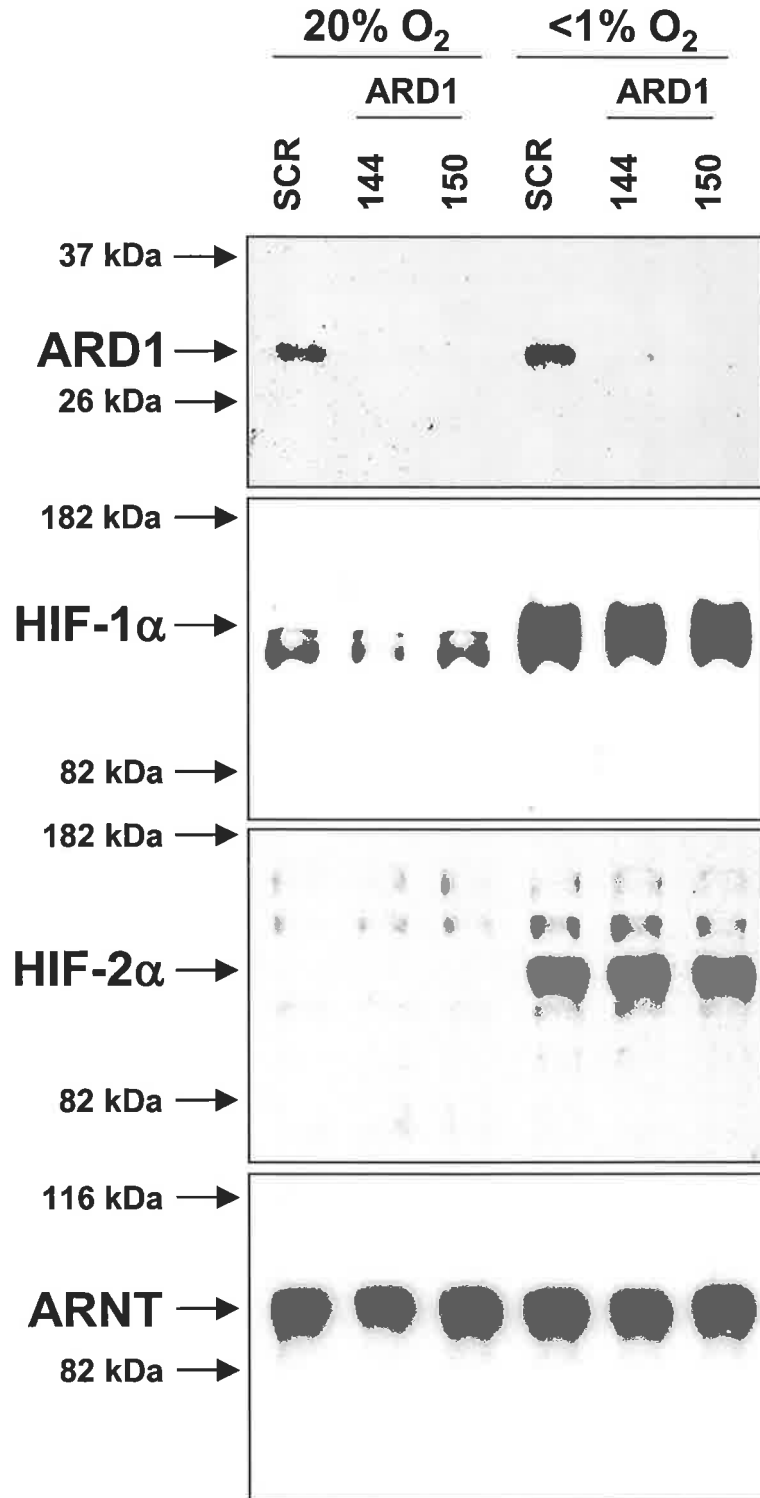 20% O₂ <1% O₂
ARD1 ARD1
SCR 144 150 SCR 144 150
37 kDa
ARD1
26 kDa
182 kDa
HIF-1α
82 kDa
182 kDa
HIF-2α
82 kDa
116 kDa
ARNT
82 kDa